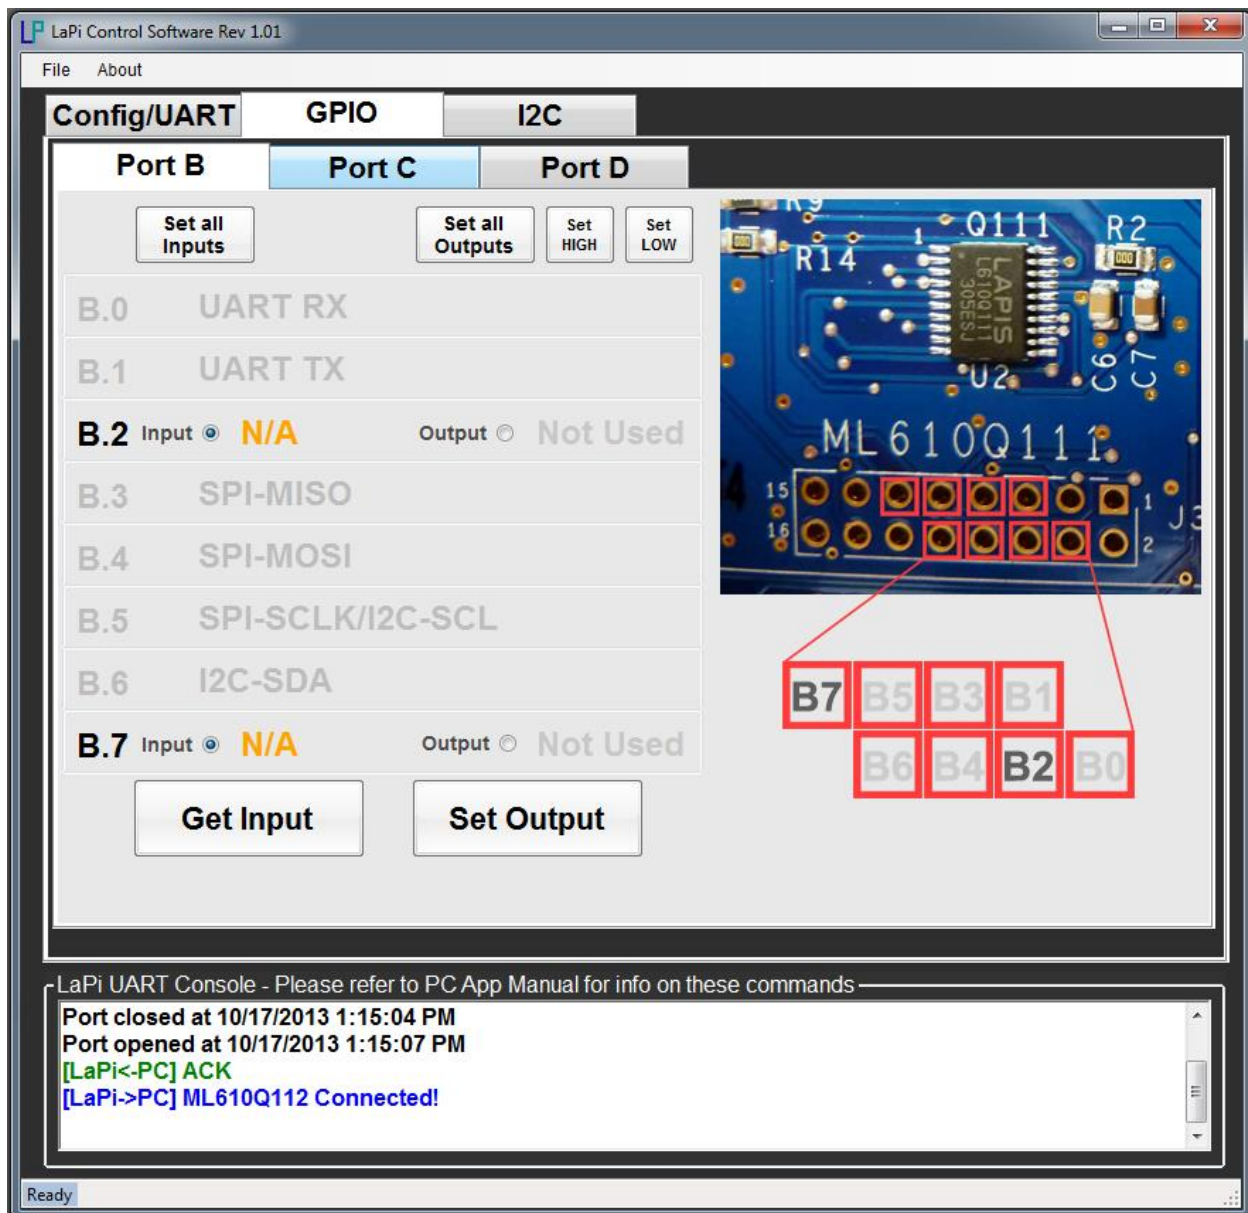 LP LaPi Control Software Rev 1.01
File About
Config/UART GPIO I2C
Port B Port C Port D
Set all Inputs
Set all Outputs
Set HIGH
Set LOW
B.0 UART RX
B.1 UART TX
B.2 Input N/A Output Not Used
B.3 SPI-MISO
B.4 SPI-MOSI
B.5 SPI-SCLK/I2C-SCL
B.6 I2C-SDA
B.7 Input N/A Output Not Used
Get Input Set Output
R9
R14
1
Q111
R2
000
000
LAPIS
L610Q111
305ESJ
U2
C6
C7
ML610Q111
15 1
16 2
J3
B7 B5 B3 B1
B6 B4 B2 B0
LaPi UART Console - Please refer to PC App Manual for info on these commands
Port closed at 10/17/2013 1:15:04 PM
Port opened at 10/17/2013 1:15:07 PM
[LaPi<-PC] ACK
[LaPi->PC] ML610Q112 Connected!
Ready